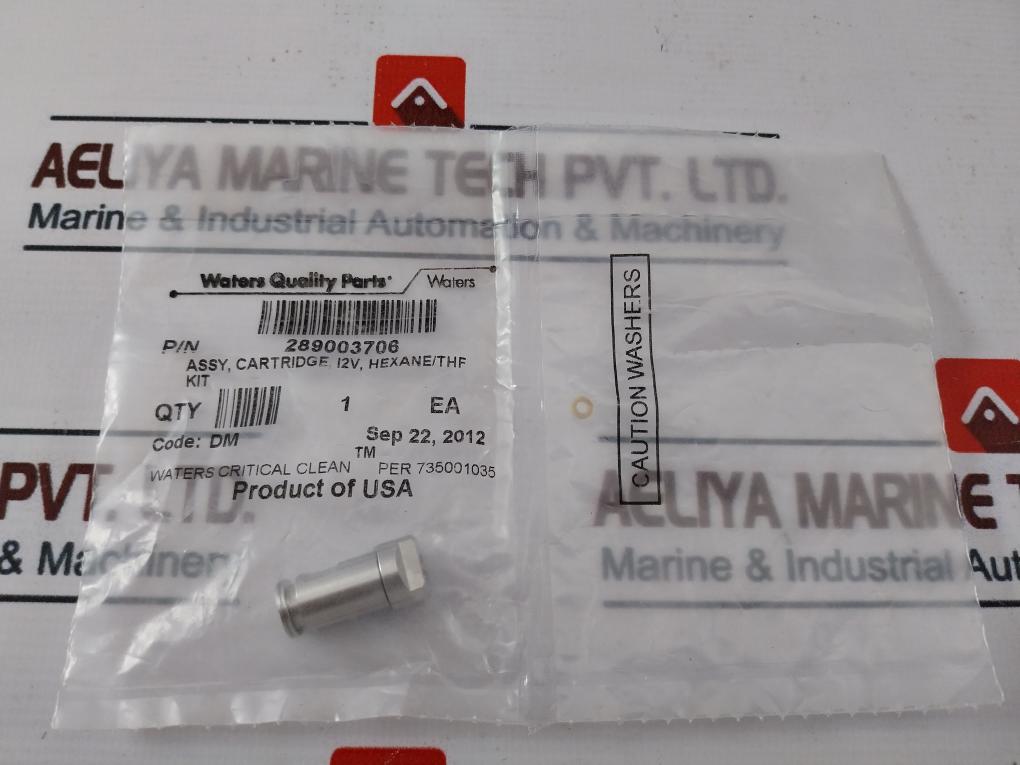 AELIYA MARINE TECH PVT. LTD.
Marine & Industrial Automation & Machinery
Waters Quality Parts Waters
P/N 289003706
ASSY, CARTRIDGE, I2V, HEXANE/THF
KIT
QTY 1 EA
Code: DM Sep 22, 2012
WATERS CRITICAL CLEAN ™ PER 735001035
Product of USA
CAUTION WASHERS
PVT. LTD.
& Machinery
AELIYA MARINE T
Marine & Industrial Aut